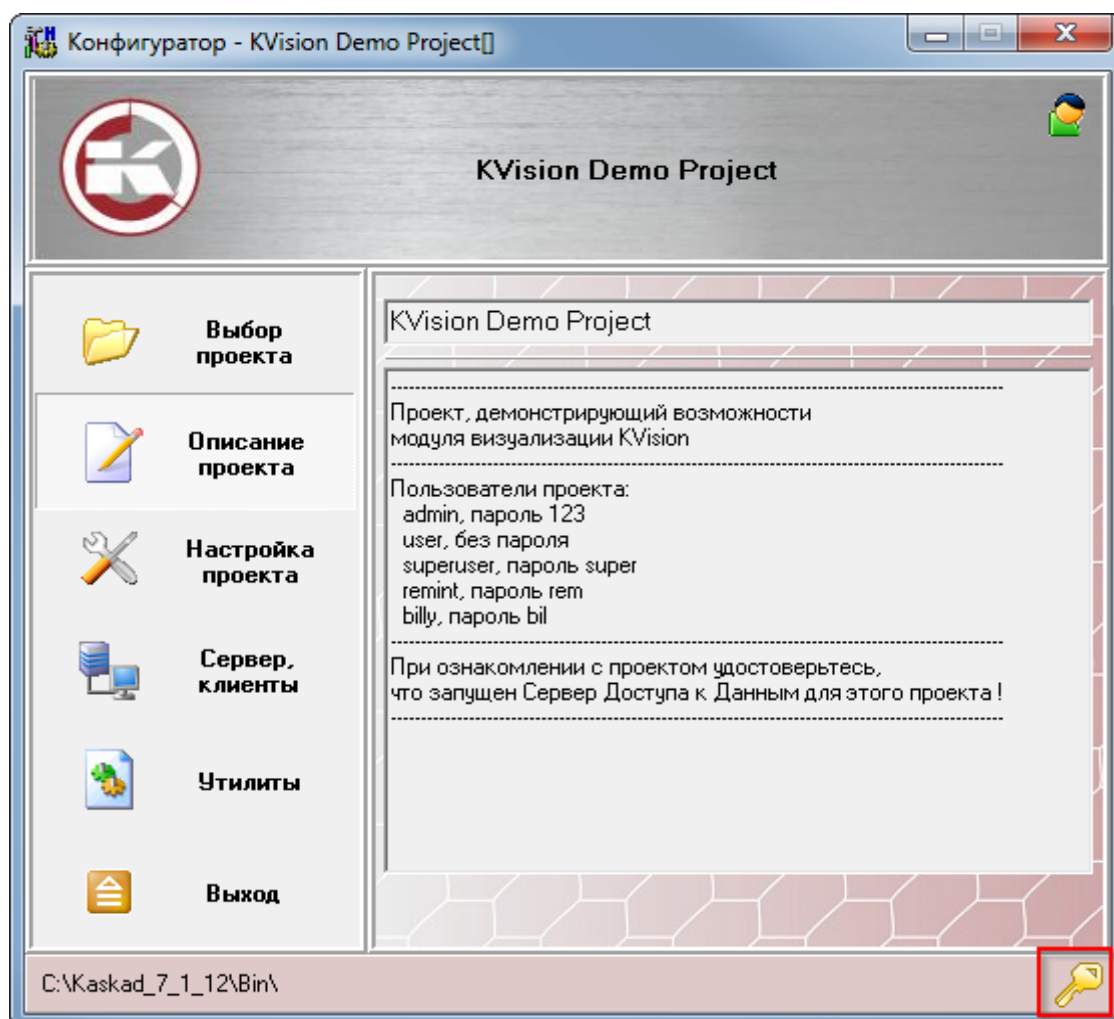 Конфигуратор - KVision Demo Project[]
KVision Demo Project
Выбор
проекта
Описание
проекта
Настройка
проекта
Сервер,
клиенты
Утилиты
Выход
KVision Demo Project
Проект, демонстрирующий возможности
модуля визуализации KVision
Пользователи проекта:
admin, пароль 123
user, без пароля
superuser, пароль super
remint, пароль rem
billy, пароль bil
При ознакомлении с проектом удостоверьтесь,
что запущен Сервер Доступа к Данным для этого проекта !
C:\Kaskad_7_1_12\Bin\